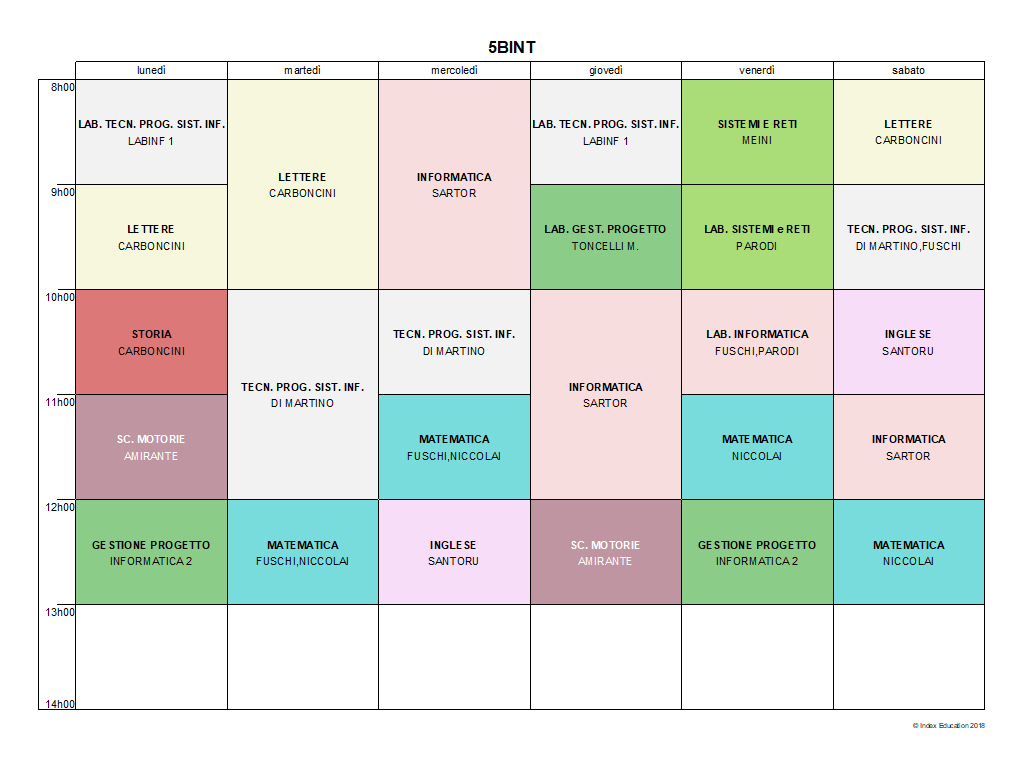 5BINT
lunedì martedì mercoledì giovedì venerdì sabato
8h00
LAB. TECN. PROG. SIST. INF.
LABINF 1
LETTERE
CARBONCINI
INFORMATICA
SARTOR
LAB. TECN. PROG. SIST. INF.
LABINF 1
SISTEMI E RETI
MEINI
LETTERE
CARBONCINI
9h00
LETTERE
CARBONCINI
LAB. GEST. PROGETTO
TONCELLI M.
LAB. SISTEMI e RETI
PARODI
TECN. PROG. SIST. INF.
DI MARTINO,FUSCHI
10h00
STORIA
CARBONCINI
TECN. PROG. SIST. INF.
DI MARTINO
TECN. PROG. SIST. INF.
DI MARTINO
INFORMATICA
SARTOR
LAB. INFORMATICA
FUSCHI,PARODI
INGLESE
SANTORU
11h00
SC. MOTORIE
AMIRANTE
MATEMATICA
FUSCHI,NICCOLAI
MATEMATICA
NICCOLAI
INFORMATICA
SARTOR
12h00
GESTIONE PROGETTO
INFORMATICA 2
MATEMATICA
FUSCHI,NICCOLAI
INGLESE
SANTORU
SC. MOTORIE
AMIRANTE
GESTIONE PROGETTO
INFORMATICA 2
MATEMATICA
NICCOLAI
13h00
14h00
© Index Education 2018